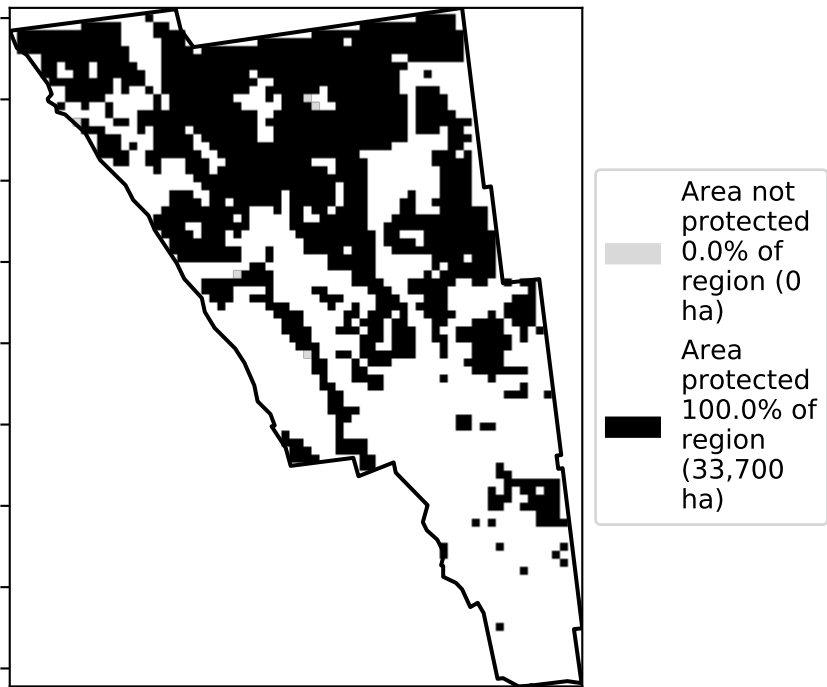 Area not
protected
0.0% of
region (0
ha)
Area
protected
100.0% of
region
(33,700
ha)